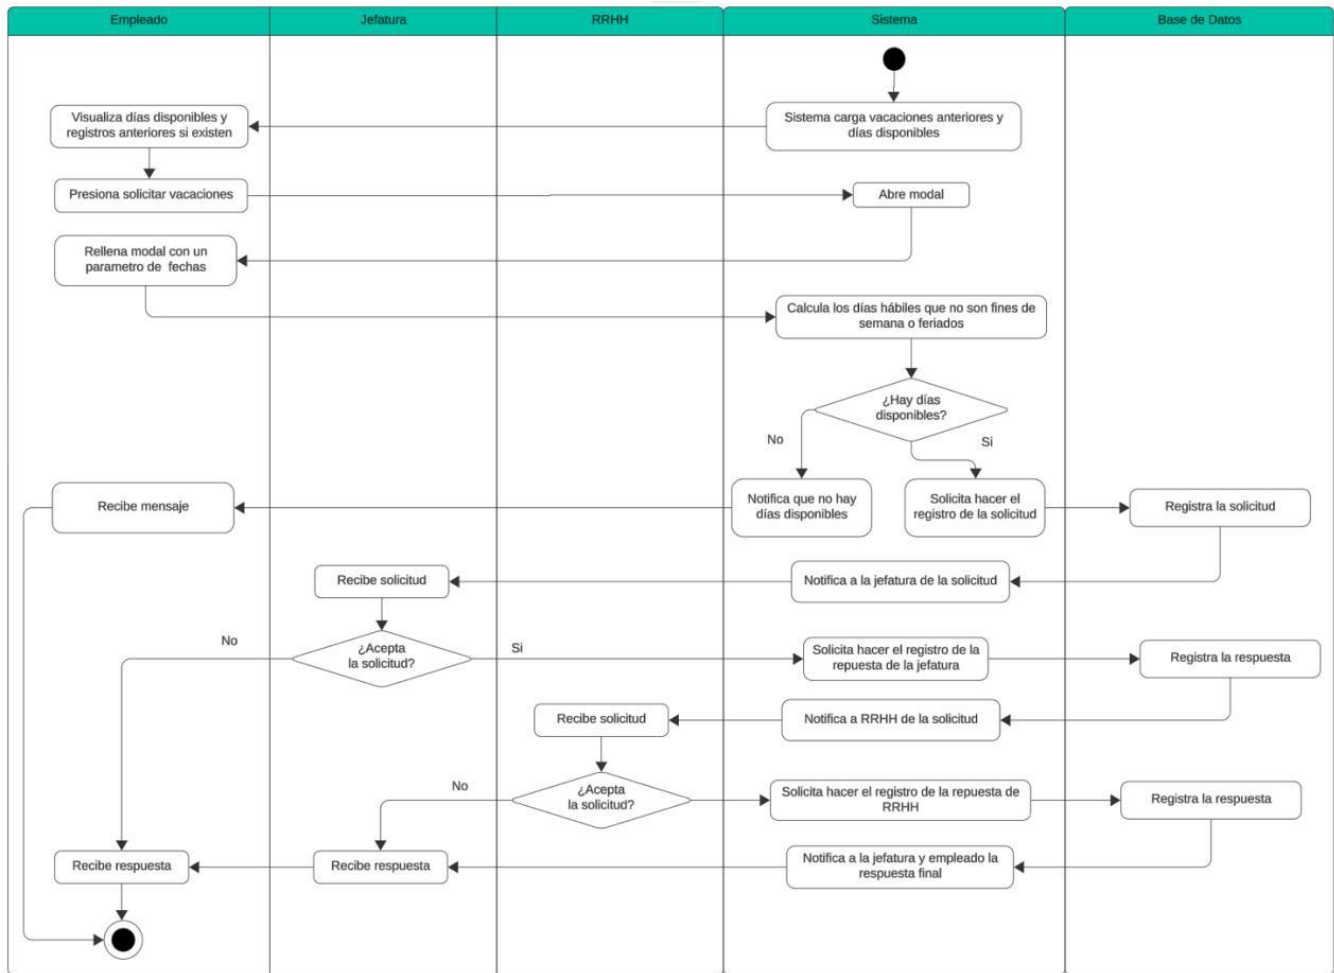 Empleado
Jefatura
RRHH
Sistema
Base de Datos
Visualiza días disponibles y
registros anteriores si existen
Sistema carga vacaciones anteriores y
días disponibles
Presiona solicitar vacaciones
Abre modal
Rellena modal con un
parametro de fechas
Calcula los días hábiles que no son fines de
semana o feriados
¿Hay días
disponibles?
No
Si
Recibe mensaje
Notifica que no hay
días disponibles
Solicita hacer el
registro de la solicitud
Registra la solicitud
Recibe solicitud
Notifica a la jefatura de la solicitud
No
¿Acepta
la solicitud?
Si
Solicita hacer el registro de la
repuesta de la jefatura
Registra la respuesta
Recibe solicitud
Notifica a RRHH de la solicitud
No
¿Acepta
la solicitud?
Solicita hacer el registro de la repuesta de
RRHH
Registra la respuesta
Recibe respuesta
Recibe respuesta
Notifica a la jefatura y empleado la
respuesta final